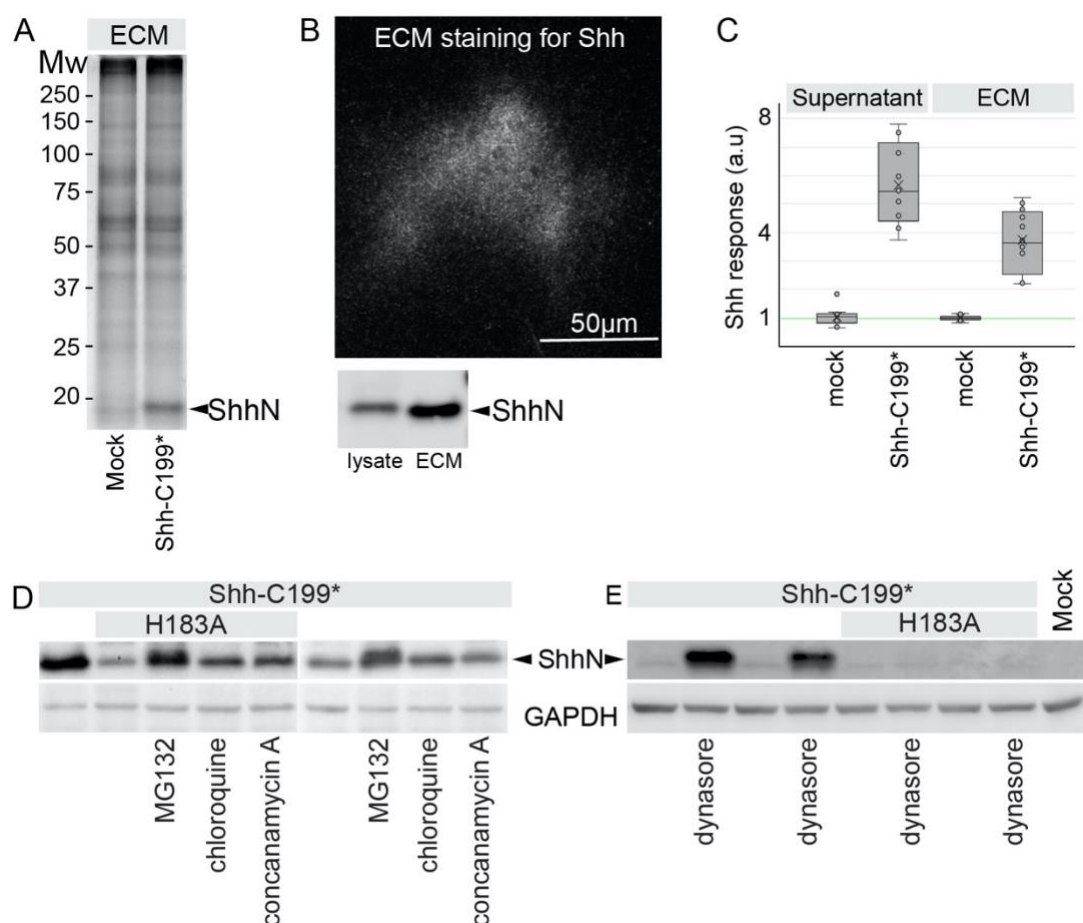 A
ECM
Mw
250
150
100
75
50
37
25
20
ShhN
Mock
Shh-C199*
B
ECM staining for Shh
50µm
ShhN
lysate
ECM
C
Supernatant
ECM
Shh response (a.u)
8
4
1
mock
Shh-C199*
mock
Shh-C199*
D
Shh-C199*
H183A
ShhN
GAPDH
MG132
chloroquine
concanamycin A
MG132
chloroquine
concanamycin A
E
Shh-C199*
H183A
Mock
dynasore
dynasore
dynasore
dynasore